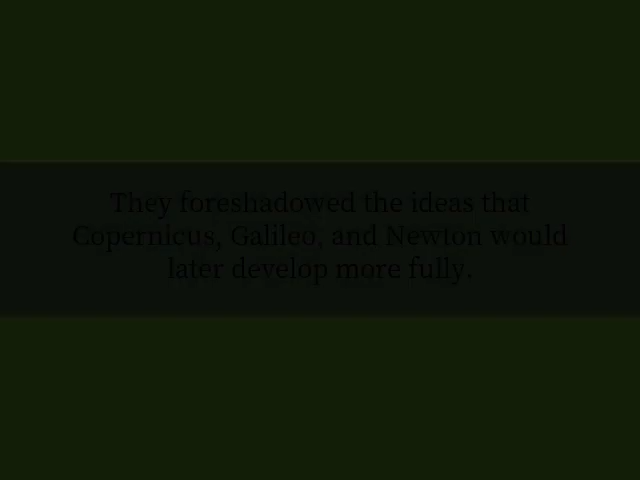 They foreshadowed the ideas that
Copernicus, Galileo, and Newton would
later develop more fully.